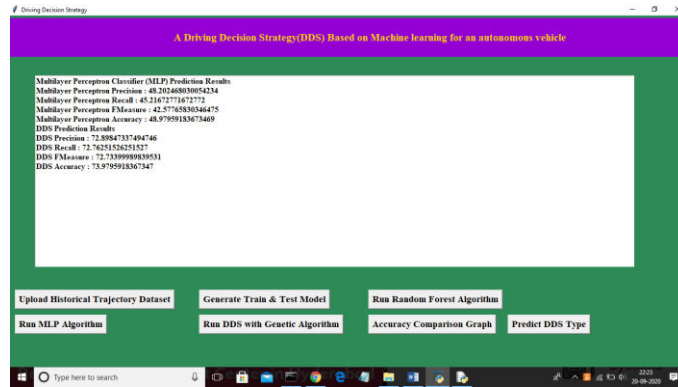 Driving Decision Strategy
A Driving Decision Strategy(DDS) Based on Machine learning for an autonomous vehicle
Multilayer Perceptron Classifier (MLP) Prediction Results
Multilayer Perceptron Precision : 48.202468030054234
Multilayer Perceptron Recall : 45.21672771672772
Multilayer Perceptron FMeasure : 42.57765830346475
Multilayer Perceptron Accuracy : 48.97959183673469
DDS Prediction Results
DDS Precision : 72.89847337494746
DDS Recall : 72.76251526251527
DDS FMeasure : 72.73399989839531
DDS Accuracy : 73.9795918367347
Upload Historical Trajectory Dataset
Generate Train & Test Model
Run Random Forest Algorithm
Run MLP Algorithm
Run DDS with Genetic Algorithm
Accuracy Comparison Graph
Predict DDS Type
Type here to search
22:23
20-09-2020